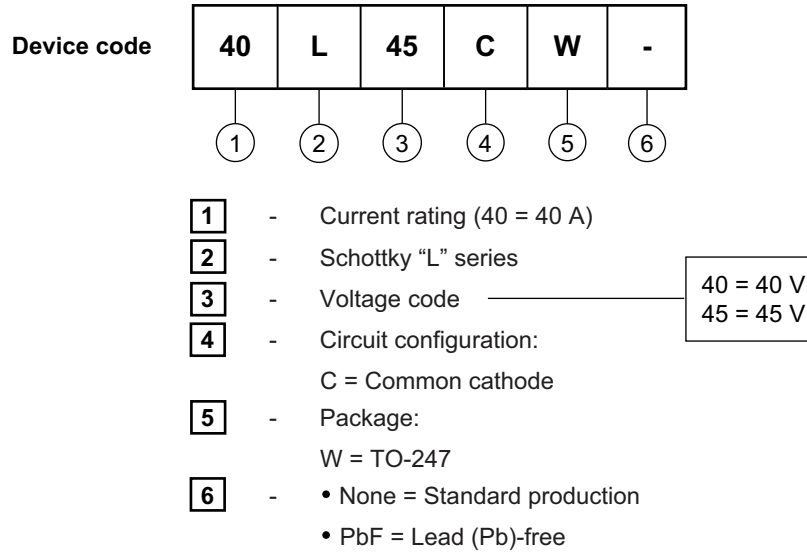 Device code 40 L 45 C W -
1 2 3 4 5 6
1 - Current rating (40 = 40 A)
2 - Schottky “L” series
3 - Voltage code
40 = 40 V
45 = 45 V
4 - Circuit configuration:
C = Common cathode
5 - Package:
W = TO-247
6 - • None = Standard production
• PbF = Lead (Pb)-free